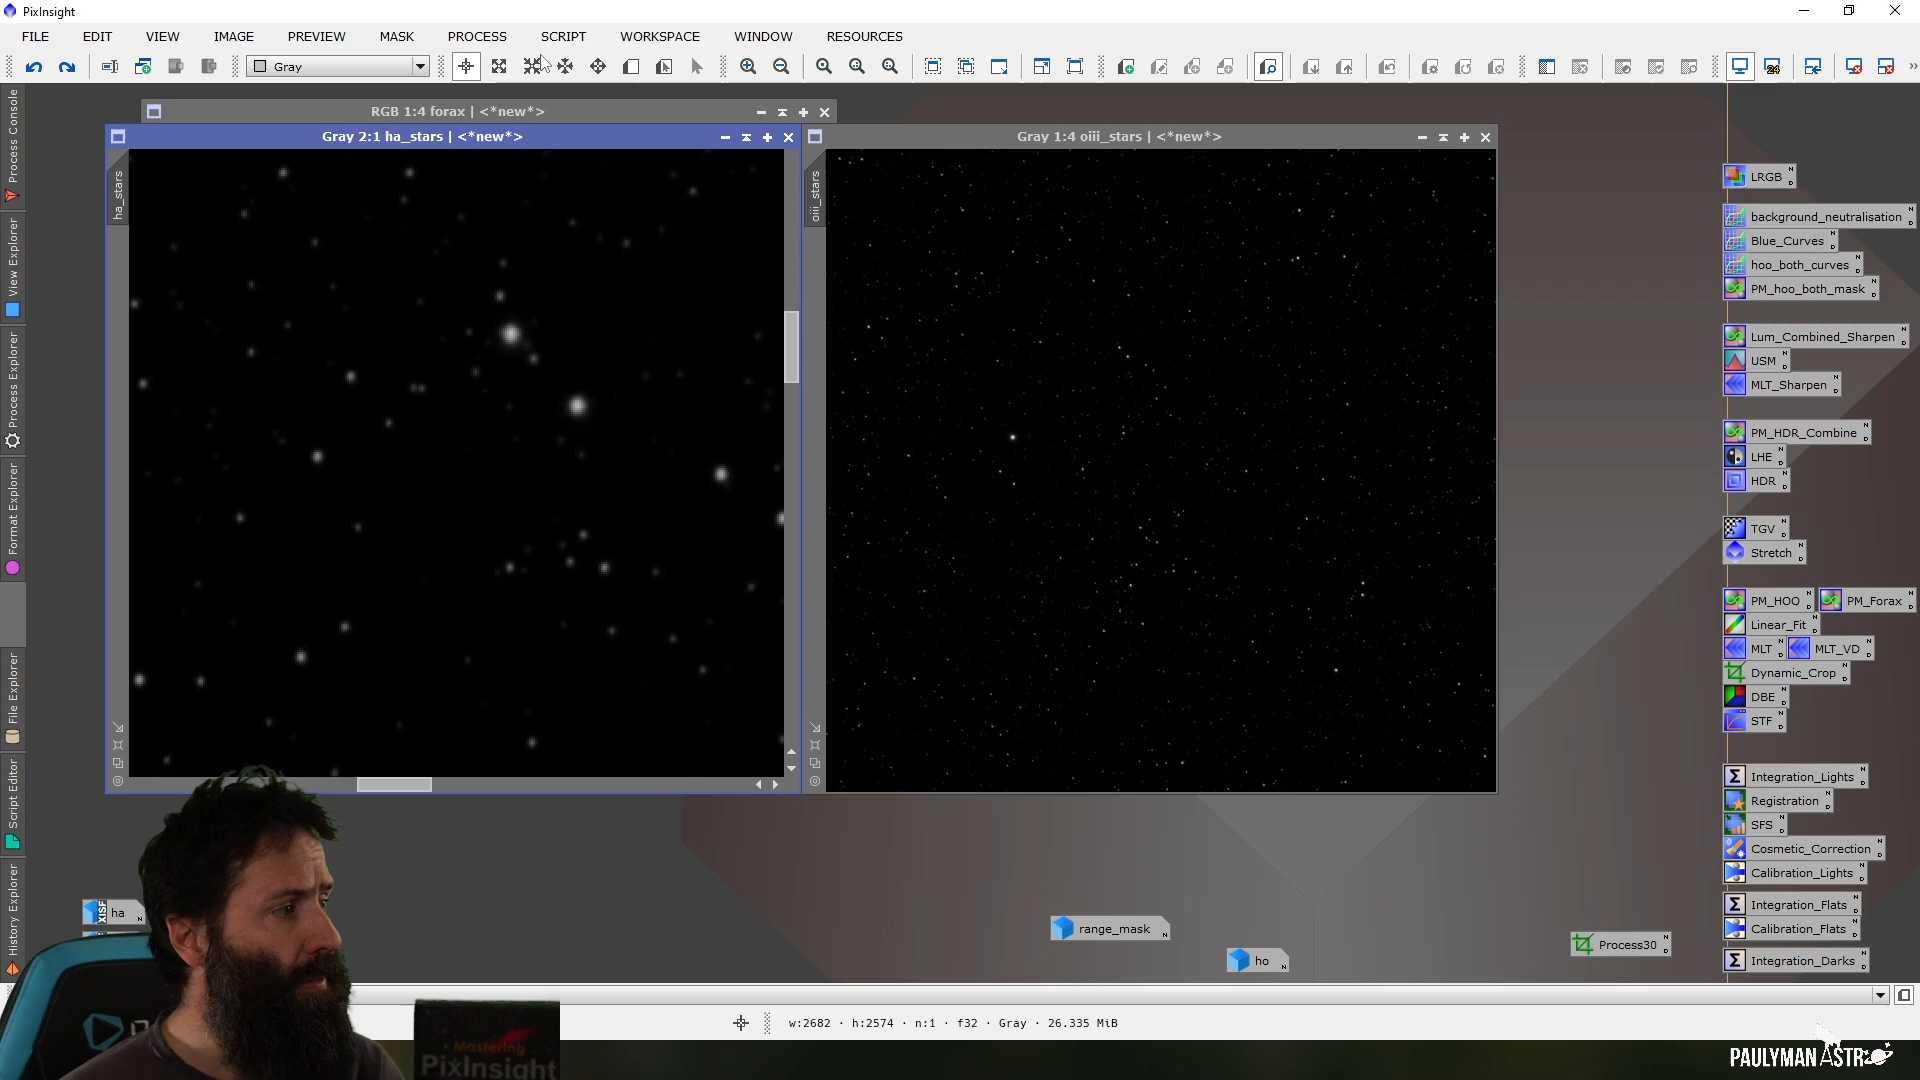 PixInsight
FILE EDIT VIEW IMAGE PREVIEW MASK PROCESS SCRIPT WORKSPACE WINDOW RESOURCES
Gray
24
RGB 1:4 forax | <*new*>
Gray 2:1 ha_stars | <*new*>
Gray 1:4 oiii_stars | <*new*>
ha_stars
oiii_stars
Process Console
View Explorer
Process Explorer
Format Explorer
File Explorer
Script Editor
History Explorer
LRGB
background_neutralisation
Blue_Curves
hoo_both_curves
PM_hoo_both_mask
Lum_Combined_Sharpen
USM
MLT_Sharpen
PM_HDR_Combine
LHE
HDR
TGV
Stretch
PM_HOO PM_Forax
Linear_Fit
MLT MLT_VD
Dynamic_Crop
DBE
STF
Integration_Lights
Registration
SFS
Cosmetic_Correction
Calibration_Lights
Integration_Flats
Calibration_Flats
Integration_Darks
XISF ha
range_mask
ho
Process30
w:2682 · h:2574 · n:1 · f32 · Gray · 26.335 MiB
Mastering
PixInsight
PAULYMAN ASTRO